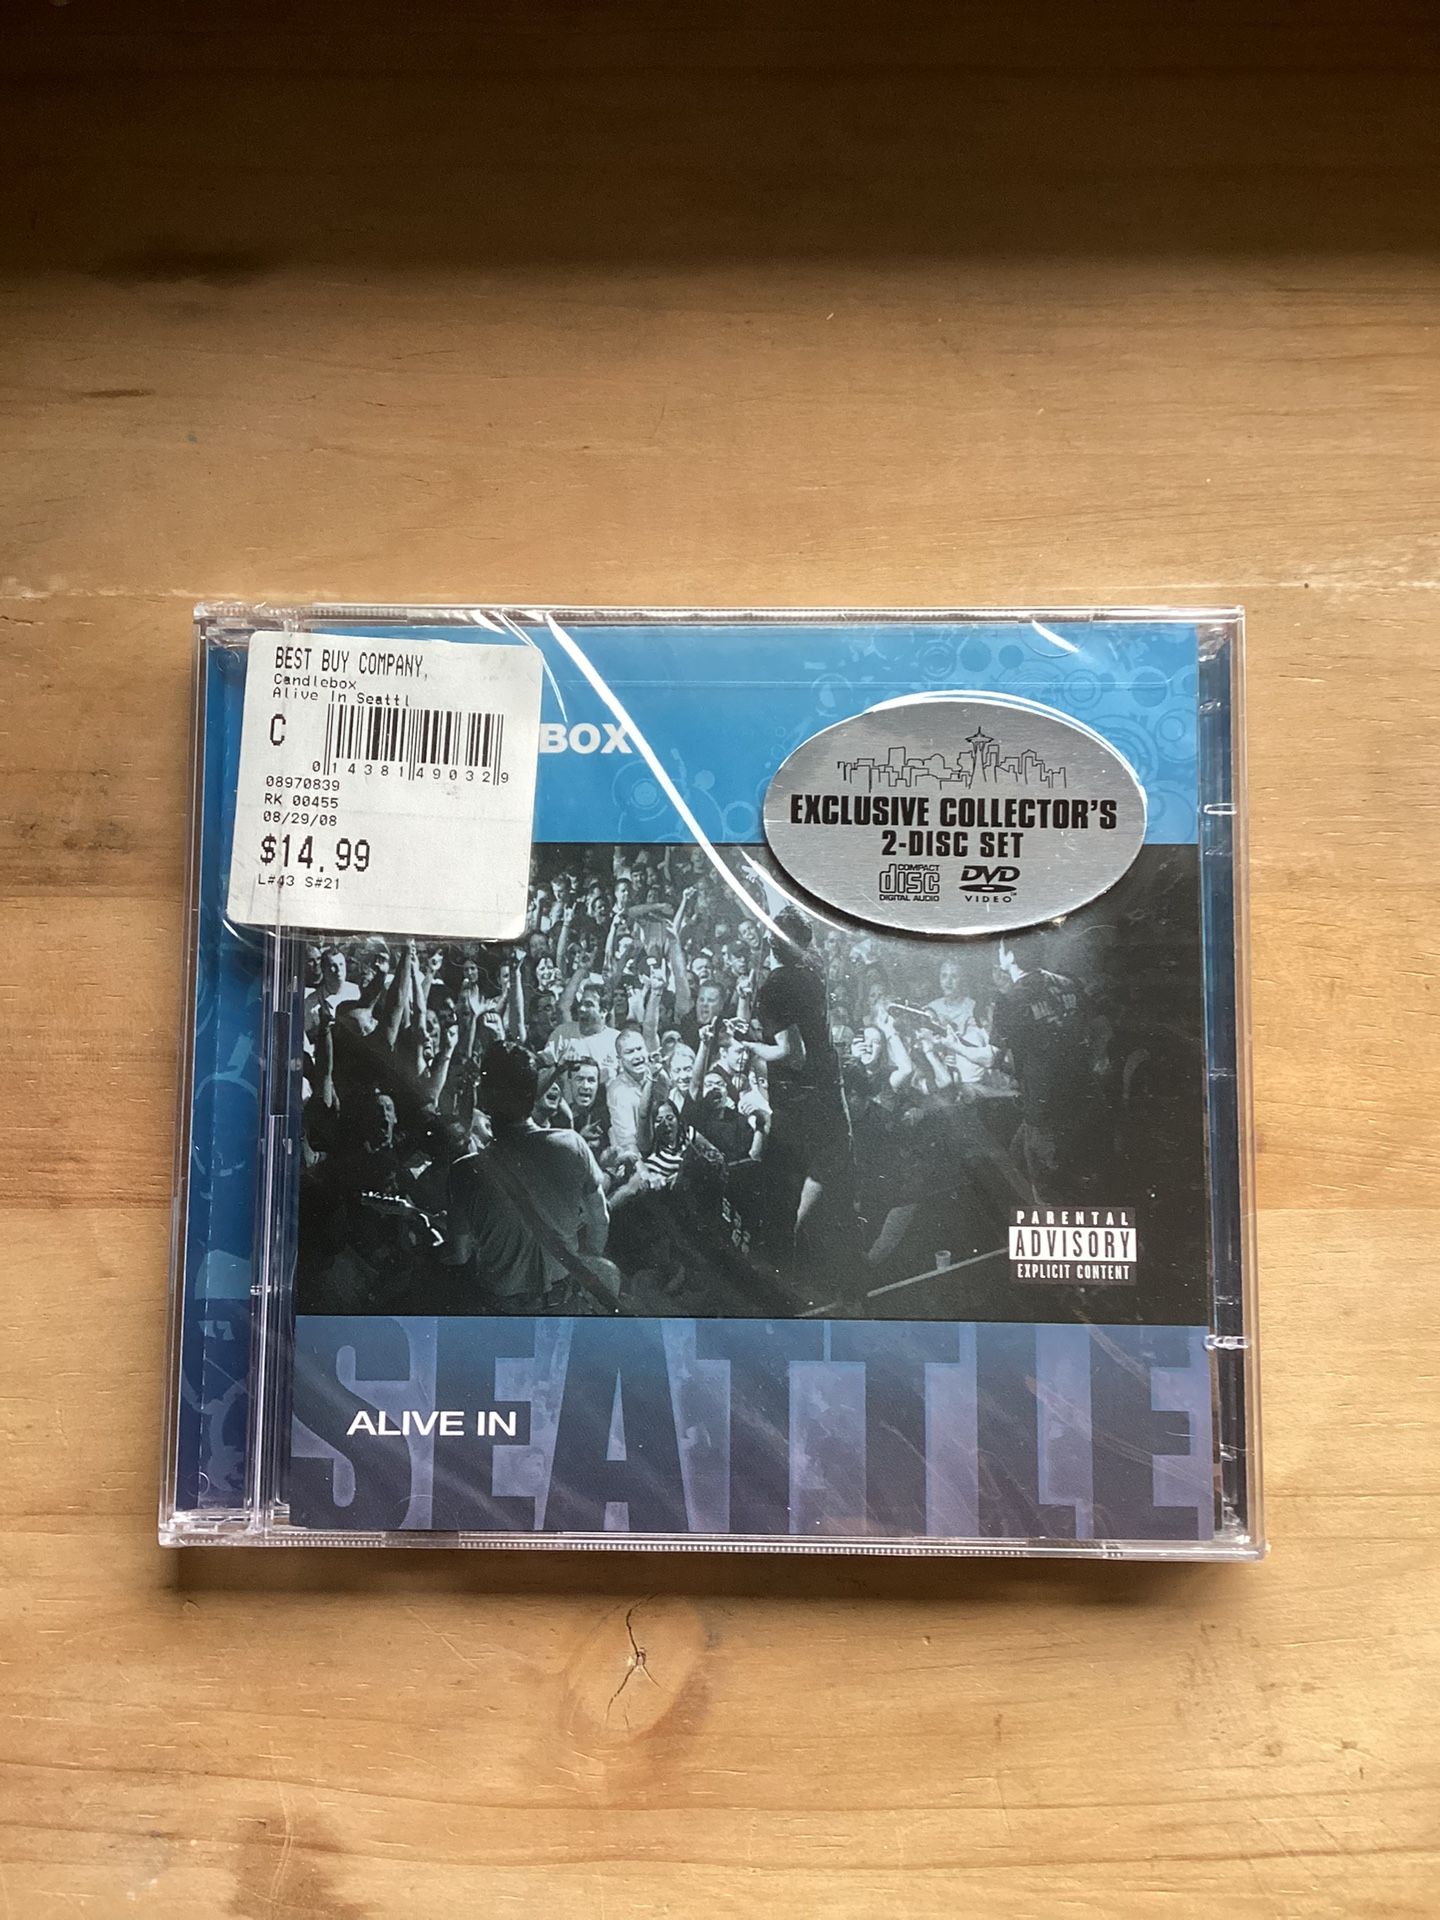 BEST BUY COMPANY,
Candlebox
Alive In Seattl
C
0 14381 49032 9
08970839
RK 00455
08/29/08
$14.99
L#43 S#21
BOX
EXCLUSIVE COLLECTOR'S
2-DISC SET
COMPACT
disc
DIGITAL AUDIO
DVD
VIDEO
PARENTAL
ADVISORY
EXPLICIT CONTENT
SEATTLE
ALIVE IN